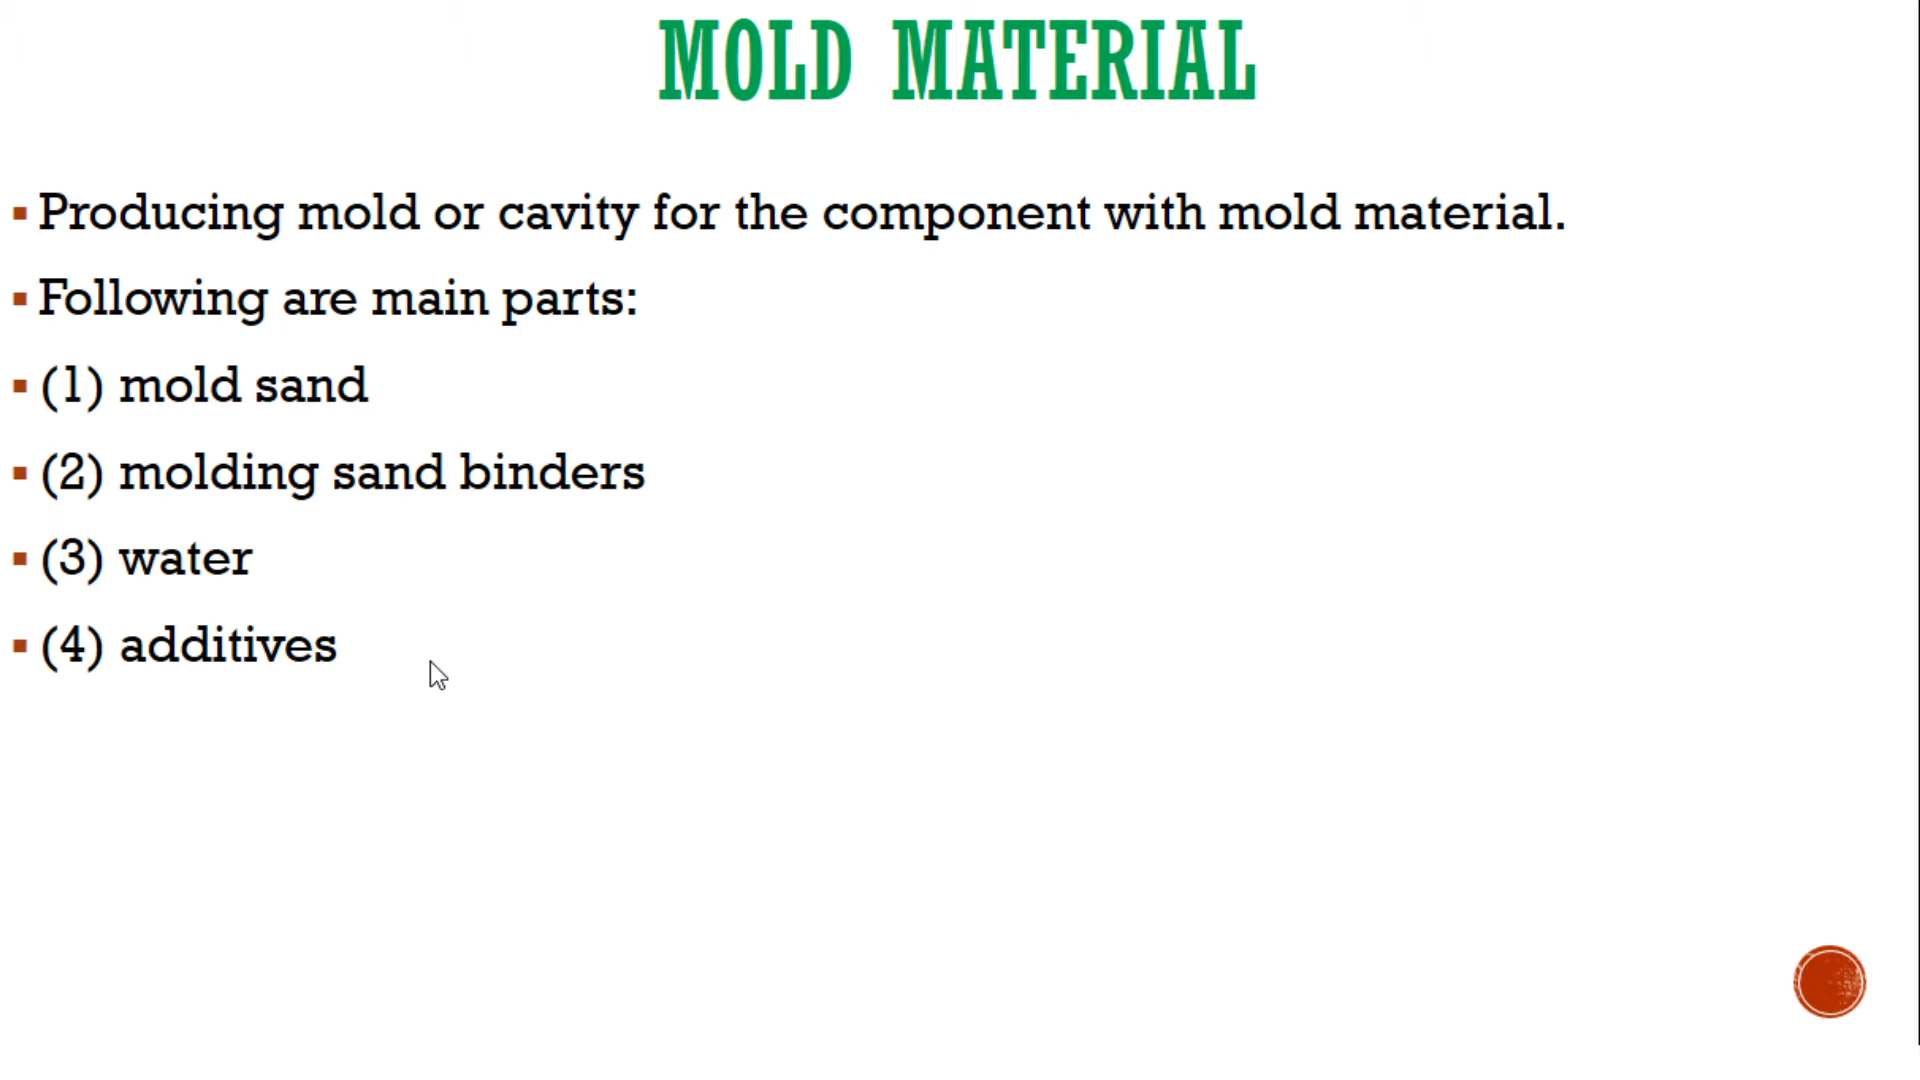 MOLD MATERIAL
▪ Producing mold or cavity for the component with mold material.
▪ Following are main parts:
▪ (1) mold sand
▪ (2) molding sand binders
▪ (3) water
▪ (4) additives